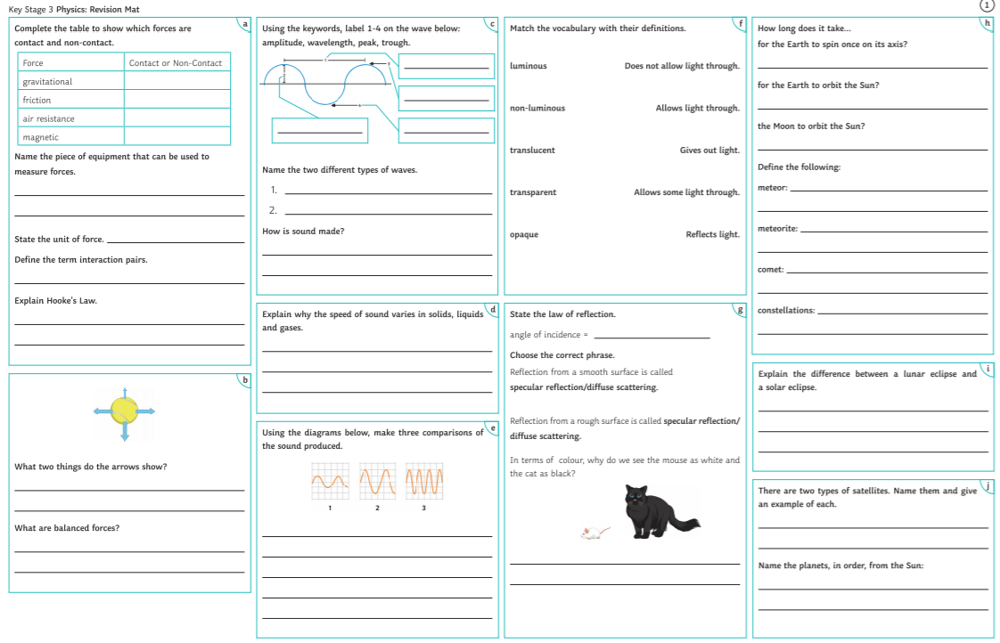 Key Stage 3 Physics: Revision Mat
1
a
Complete the table to show which forces are
contact and non-contact.
Force Contact or Non-Contact
gravitational
friction
air resistance
magnetic
Name the piece of equipment that can be used to
measure forces.
State the unit of force.
Define the term interaction pairs.
Explain Hooke's Law.
b
What two things do the arrows show?
What are balanced forces?
c
Using the keywords, label 1-4 on the wave below:
amplitude, wavelength, peak, trough.
Name the two different types of waves.
1.
2.
How is sound made?
d
Explain why the speed of sound varies in solids, liquids
and gases.
e
Using the diagrams below, make three comparisons of
the sound produced.
1 2 3
f
Match the vocabulary with their definitions.
luminous Does not allow light through.
non-luminous Allows light through.
translucent Gives out light.
transparent Allows some light through.
opaque Reflects light.
g
State the law of reflection.
angle of incidence =
Choose the correct phrase.
Reflection from a smooth surface is called
specular reflection/diffuse scattering.
Reflection from a rough surface is called specular reflection/
diffuse scattering.
In terms of colour, why do we see the mouse as white and
the cat as black?
h
How long does it take...
for the Earth to spin once on its axis?
for the Earth to orbit the Sun?
the Moon to orbit the Sun?
Define the following:
meteor:
meteorite:
comet:
constellations:
i
Explain the difference between a lunar eclipse and
a solar eclipse.
j
There are two types of satellites. Name them and give
an example of each.
Name the planets, in order, from the Sun: